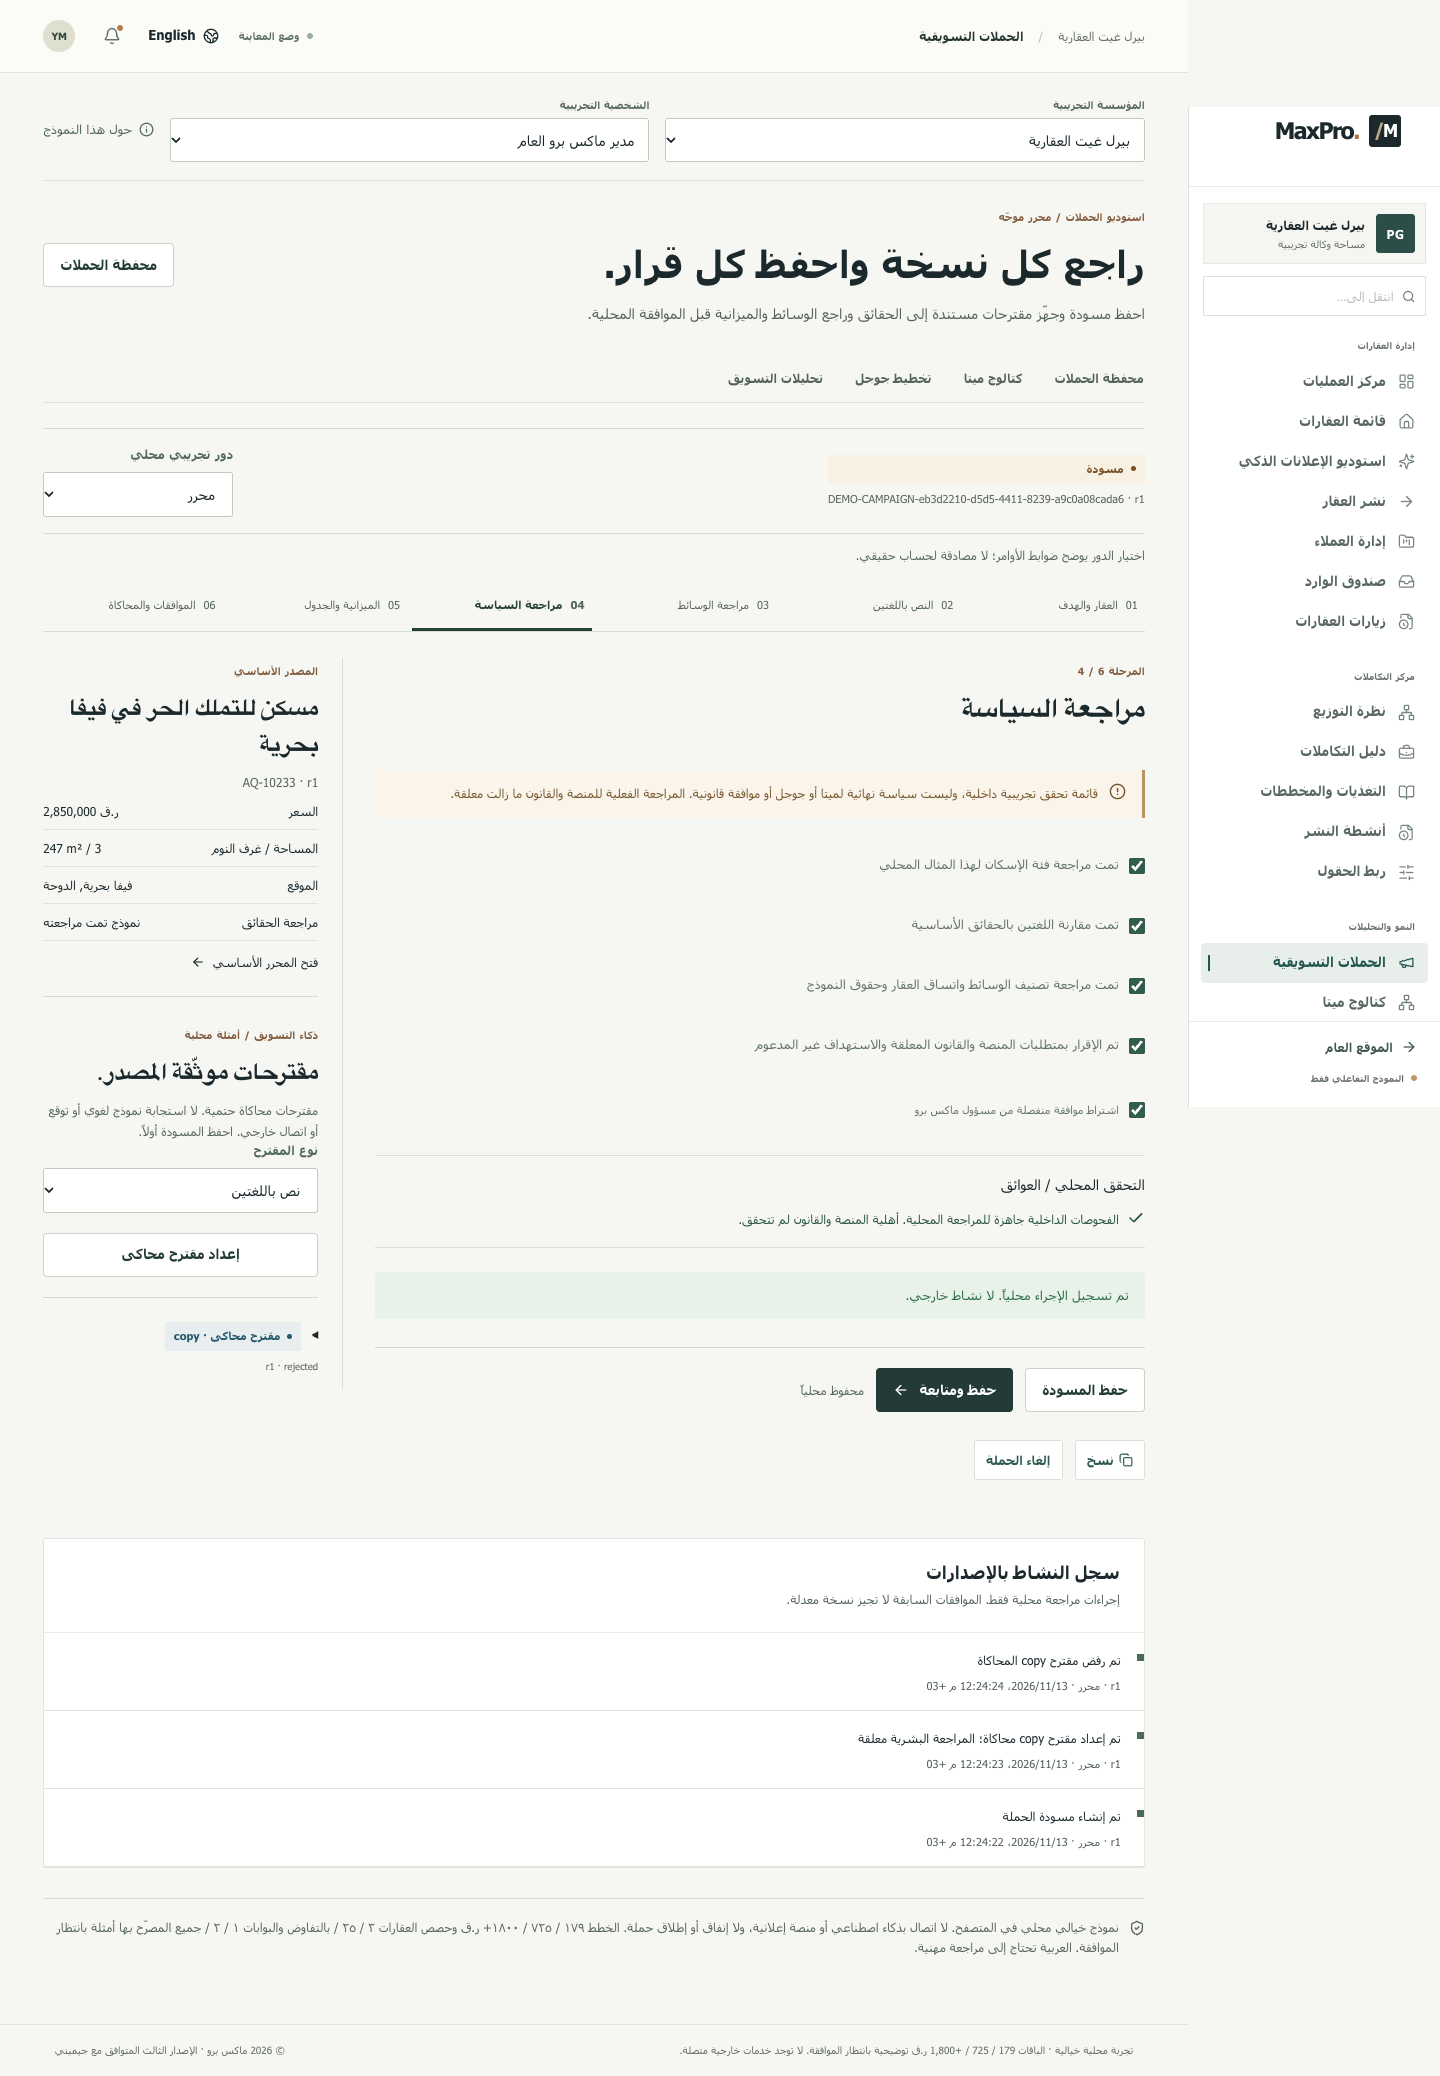 بيرل غيت العقارية / الحملات التسويقية
وضع المعاينة
English
YM
MaxPro. /M
PG
بيرل غيت العقارية
مساحة وكالة تجريبية
انتقل إلى...
إدارة العقارات
مركز العمليات
قائمة العقارات
استوديو الإعلانات الذكي
نشر العقار
إدارة العملاء
صندوق الوارد
زيارات العقارات
مركز التكاملات
نظرة التوزيع
دليل التكاملات
التغذيات والمخططات
أنشطة النشر
ربط الحقول
النمو والتحليلات
الحملات التسويقية
كتالوج ميتا
الموقع العام
النموذج التفاعلي فقط
المؤسسة التجريبية
بيرل غيت العقارية
الشخصية التجريبية
مدير ماكس برو العام
حول هذا النموذج
استوديو الحملات / محرر موجّه
راجع كل نسخة واحفظ كل قرار.
احفظ مسودة وجهّز مقترحات مستندة إلى الحقائق وراجع الوسائط والميزانية قبل الموافقة المحلية.
محفظة الحملات
محفظة الحملات
كتالوج ميتا
تخطيط جوجل
تحليلات التسويق
مسودة
DEMO-CAMPAIGN-eb3d2210-d5d5-4411-8239-a9c0a08cada6 · r1
دور تجريبي محلي
محرر
اختيار الدور يوضح ضوابط الأوامر؛ لا مصادقة لحساب حقيقي.
01 العقار والهدف
02 النص باللغتين
03 مراجعة الوسائط
04 مراجعة السياسة
05 الميزانية والجدول
06 الموافقات والمحاكاة
المرحلة 6 / 4
مراجعة السياسة
قائمة تحقق تجريبية داخلية، وليست سياسة نهائية لميتا أو جوجل أو موافقة قانونية. المراجعة الفعلية للمنصة والقانون ما زالت معلقة.
تمت مراجعة فئة الإسكان لهذا المثال المحلي
تمت مقارنة اللغتين بالحقائق الأساسية
تمت مراجعة تصنيف الوسائط واتساق العقار وحقوق النموذج
تم الإقرار بمتطلبات المنصة والقانون المعلقة والاستهداف غير المدعوم
اشتراط موافقة منفصلة من مسؤول ماكس برو
التحقق المحلي / العوائق
الفحوصات الداخلية جاهزة للمراجعة المحلية. أهلية المنصة والقانون لم تتحقق.
تم تسجيل الإجراء محلياً. لا نشاط خارجي.
حفظ المسودة
حفظ ومتابعة
محفوظ محلياً
نسخ
إلغاء الحملة
المصدر الأساسي
مسكن للتملك الحر في فيفا
بحرية
AQ-10233 · r1
السعر
ر.ق 2,850,000
المساحة / غرف النوم
247 m² / 3
الموقع
فيفا بحرية, الدوحة
مراجعة الحقائق
نموذج تمت مراجعته
فتح المحرر الأساسي
ذكاء التسويق / أمثلة محلية
مقترحات موثّقة المصدر.
مقترحات محاكاة حتمية. لا استجابة نموذج لغوي أو توقع
أو اتصال خارجي. احفظ المسودة أولاً.
نوع المقترح
نص باللغتين
إعداد مقترح محاكى
مقترح محاكى · copy
r1 · rejected
سجل النشاط بالإصدارات
إجراءات مراجعة محلية فقط. الموافقات السابقة لا تجيز نسخة معدلة.
تم رفض مقترح copy المحاكاة
r1 · محرر · 2026/11/13، 12:24:24 م +03
تم إعداد مقترح copy محاكاة؛ المراجعة البشرية معلقة
r1 · محرر · 2026/11/13، 12:24:23 م +03
تم إنشاء مسودة الحملة
r1 · محرر · 2026/11/13، 12:24:22 م +03
نموذج خيالي محلي في المتصفح. لا اتصال بذكاء اصطناعي أو منصة إعلانية، ولا إنفاق أو إطلاق حملة. الخطط ١٧٩ / ٧٢٥ / ١٨٠٠+ ر.ق وحصص العقارات ٣ / ٢٥ / بالتفاوض والبوابات ١ / ٢ / جميع المصرّح بها أمثلة بانتظار
الموافقة. العربية تحتاج إلى مراجعة مهنية.
تجربة محلية خيالية · الباقات 179 / 725 / +1,800 ر.ق توضيحية بانتظار الموافقة. لا توجد خدمات خارجية متصلة.
© 2026 ماكس برو · الإصدار الثالث المتوافق مع جيميني